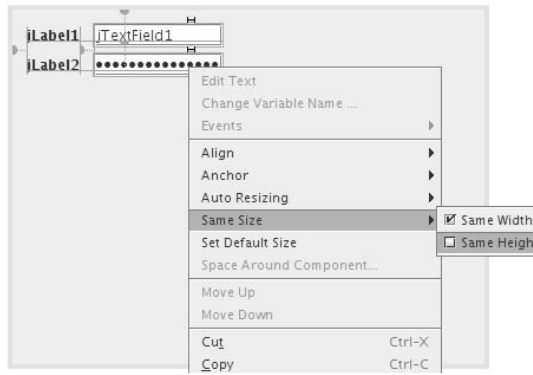 jLabel1 jTextField1
jLabel2 ●●●●●●●●●●●●●●●
Edit Text
Change Variable Name ...
Events
Align
Anchor
Auto Resizing
Same Size
Same Width
Same Heigh
Set Default Size
Space Around Component...
Move Up
Move Down
Cut Ctrl-X
Copy Ctrl-C